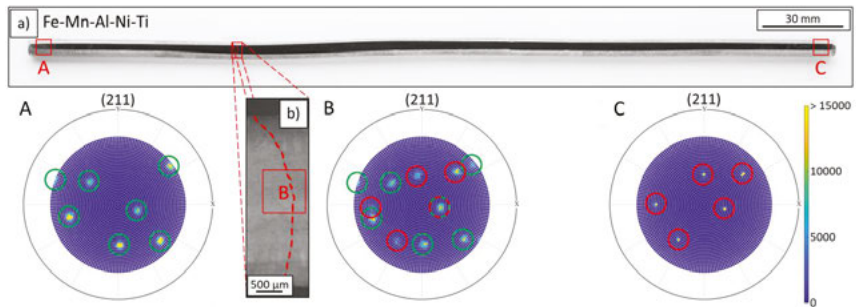 a) Fe-Mn-Al-Ni-Ti
30 mm
A
C
A
(211)
b)
B
500 µm
B
(211)
C
(211)
> 15000
10000
5000
0